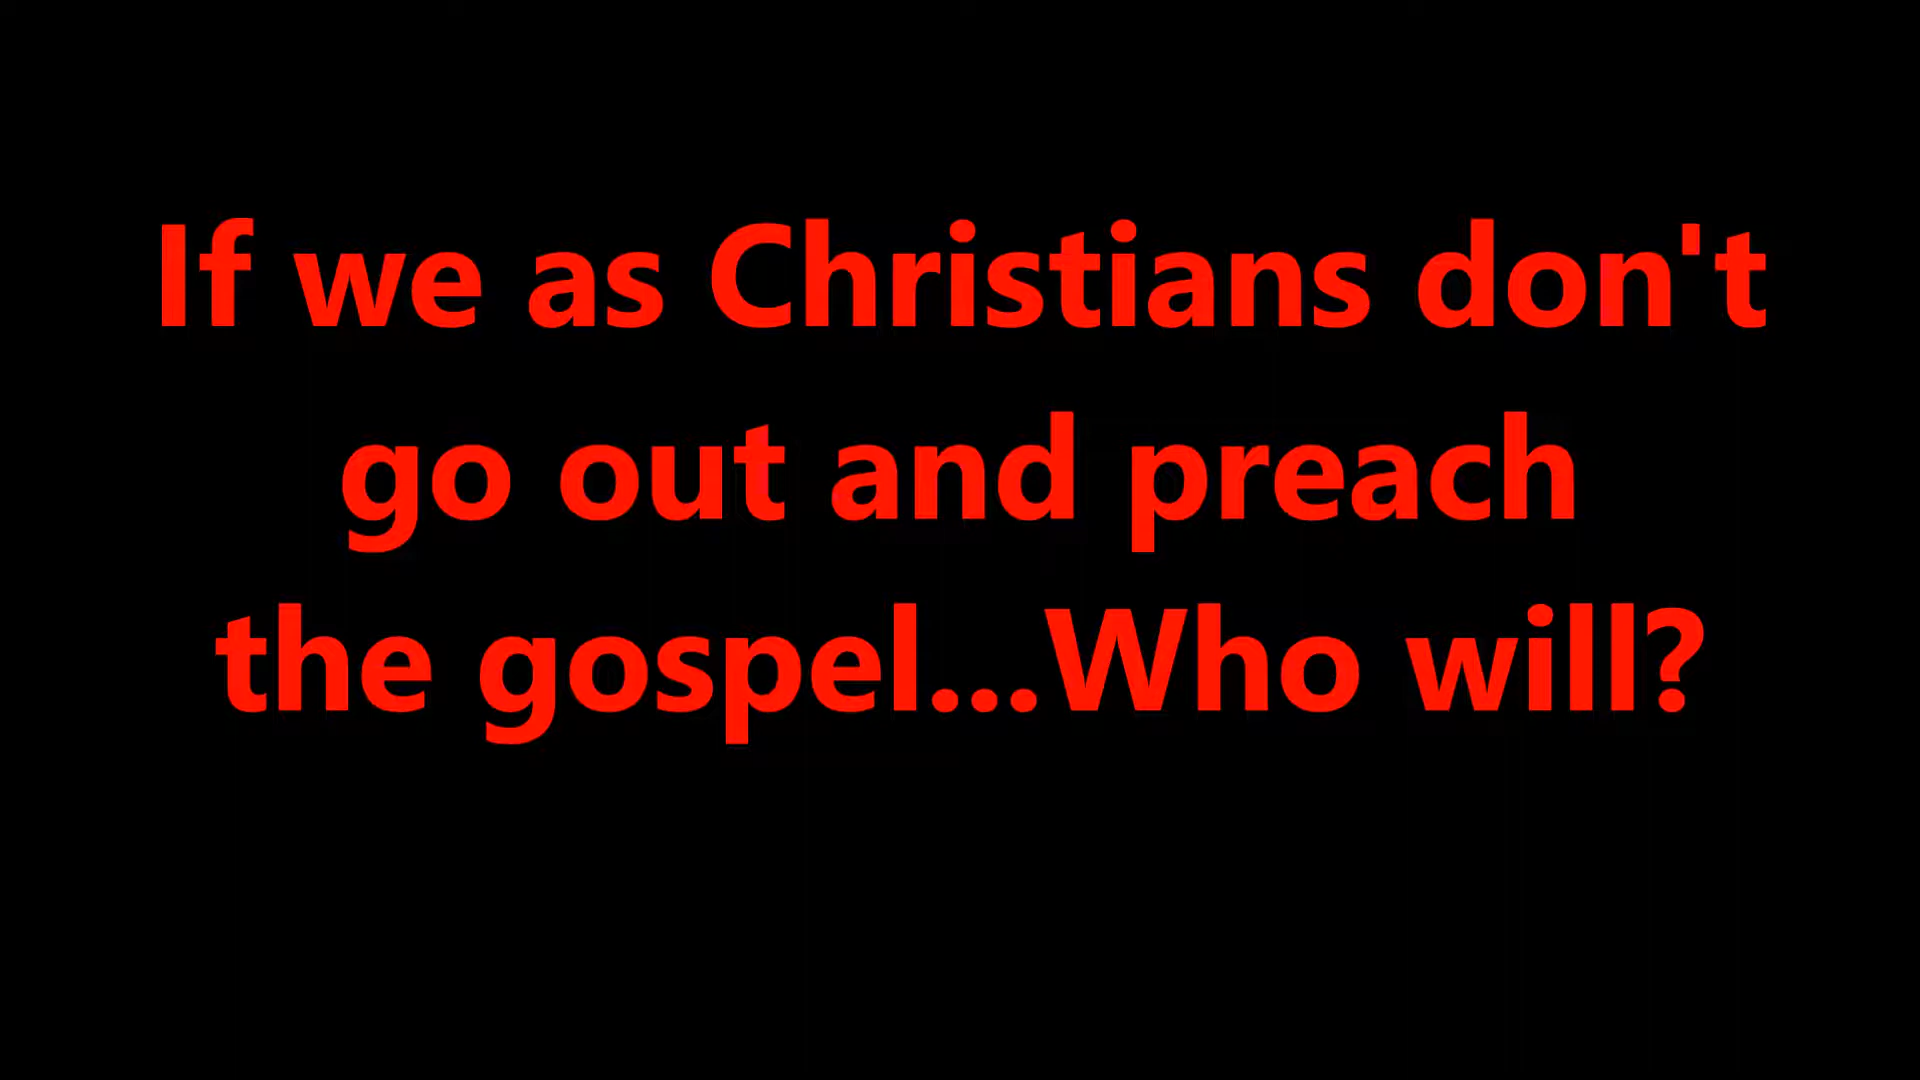 If we as Christians don't
go out and preach
the gospel...Who will?